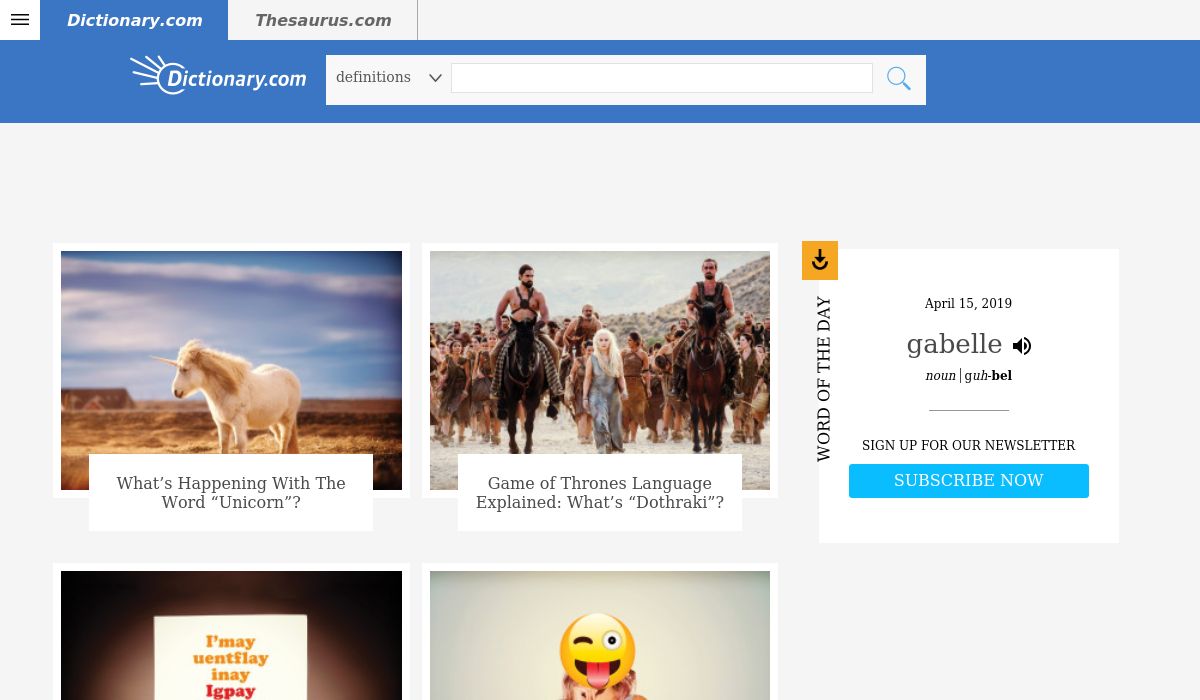 Dictionary.com
Thesaurus.com
Dictionary.com
definitions
What’s Happening With The
Word “Unicorn”?
Game of Thrones Language
Explained: What’s “Dothraki”?
WORD OF THE DAY
April 15, 2019
gabelle
noun | guh-bel
SIGN UP FOR OUR NEWSLETTER
SUBSCRIBE NOW
I’may
uentflay
inay
Igpay